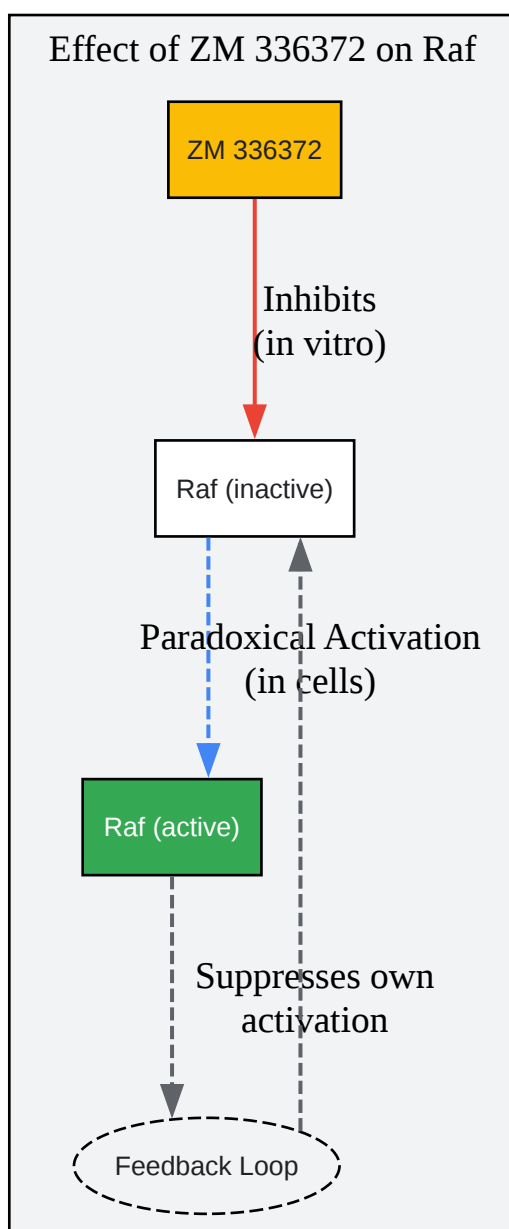 Effect of ZM 336372 on Raf
ZM 336372
Inhibits
(in vitro)
Raf (inactive)
Paradoxical Activation
(in cells)
Raf (active)
Suppresses own
activation
Feedback Loop